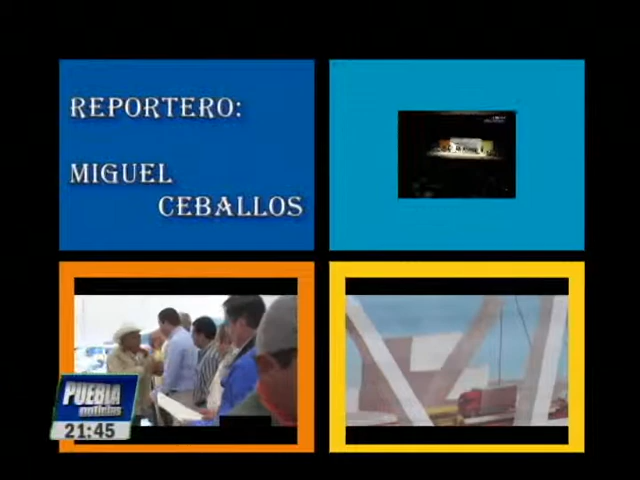 REPORTERO:
MIGUEL
CEBALLOS
PUEBLA
noticias
21:45